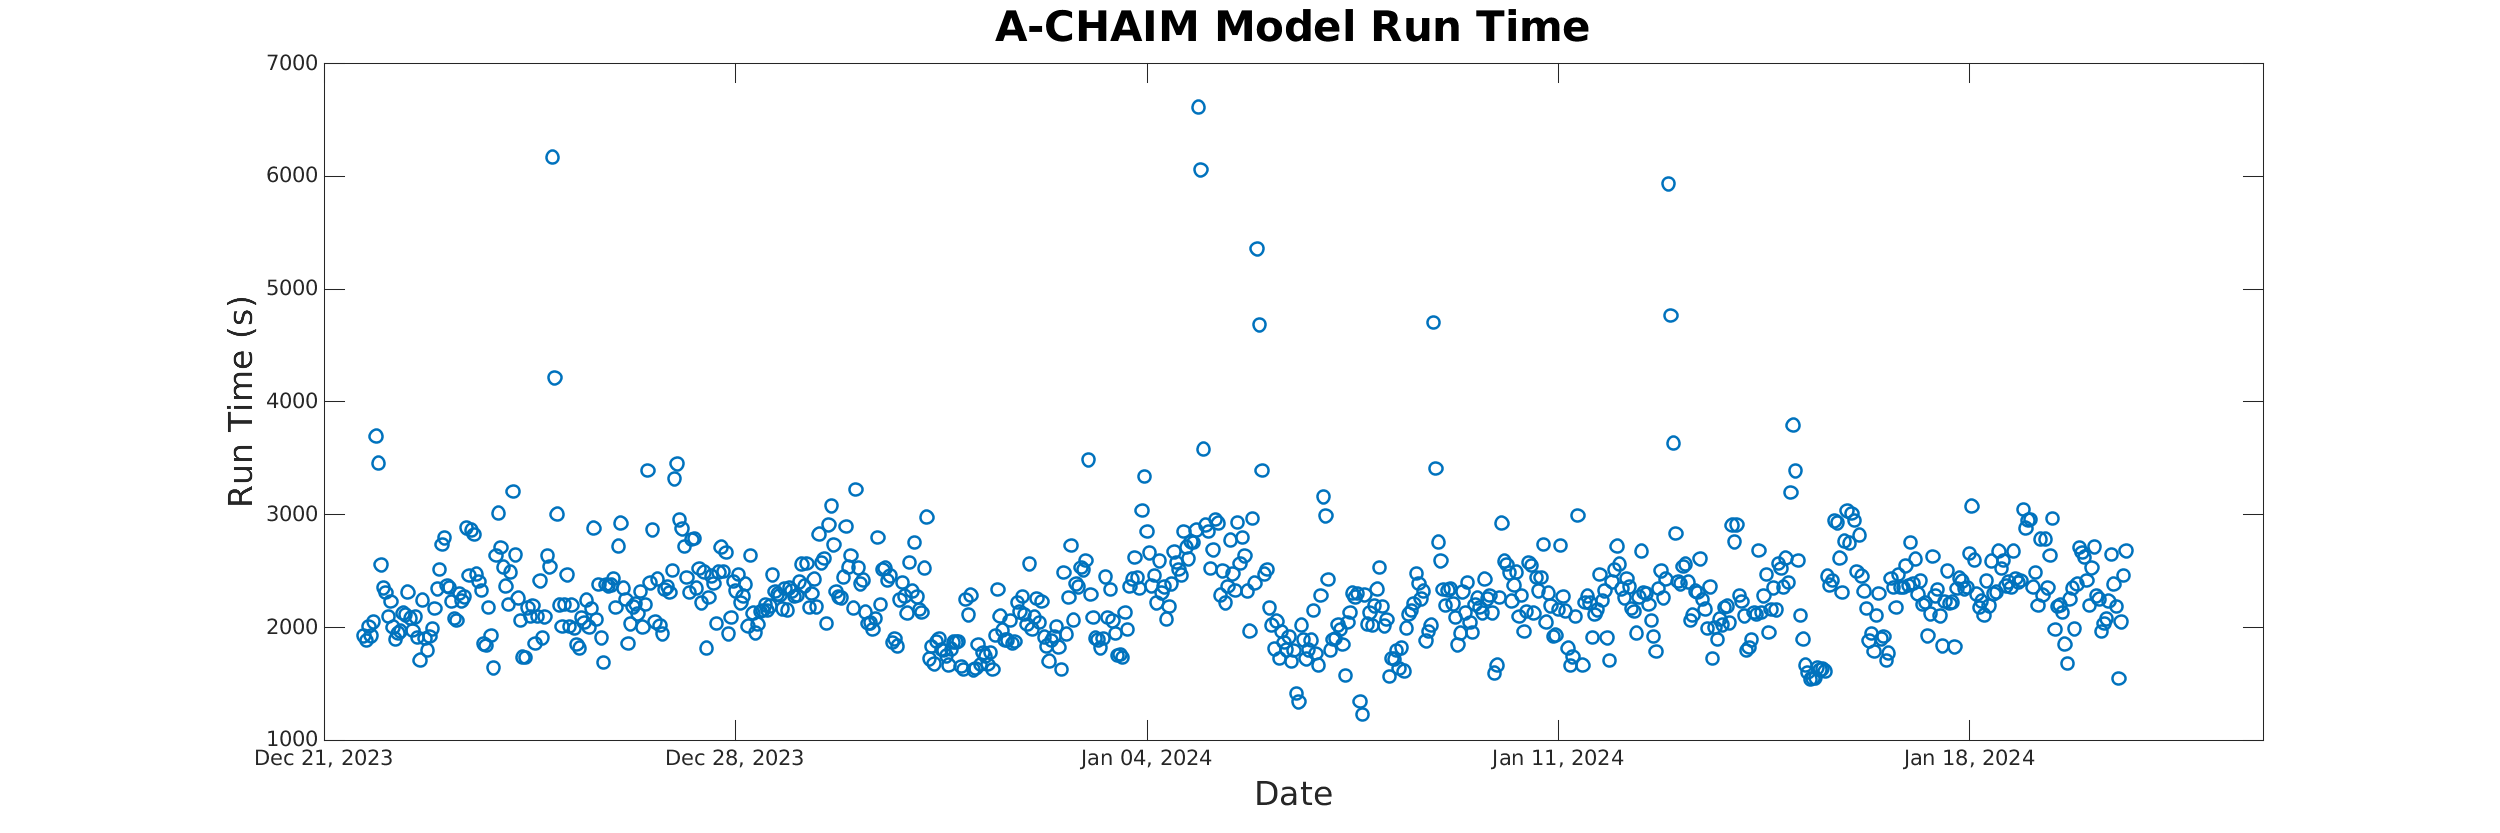 A-CHAIM Model Run Time
7000
6000
5000
4000
3000
2000
1000
Run Time (s)
Dec 21, 2023
Dec 28, 2023
Jan 04, 2024
Jan 11, 2024
Jan 18, 2024
Date